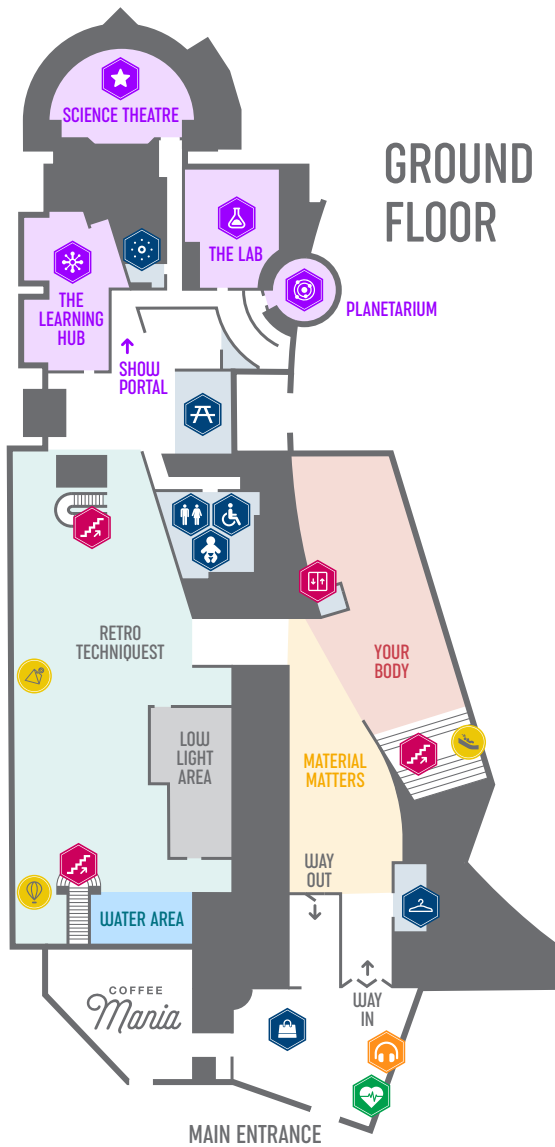 SCIENCE THEATRE
GROUND
FLOOR
THE LAB
THE
LEARNING
HUB
PLANETARIUM
SHOW
PORTAL
RETRO
TECHNIQUEST
YOUR
BODY
LOW
LIGHT
AREA
MATERIAL
MATTERS
WAY
OUT
WATER AREA
COFFEE
Mania
WAY
IN
MAIN ENTRANCE